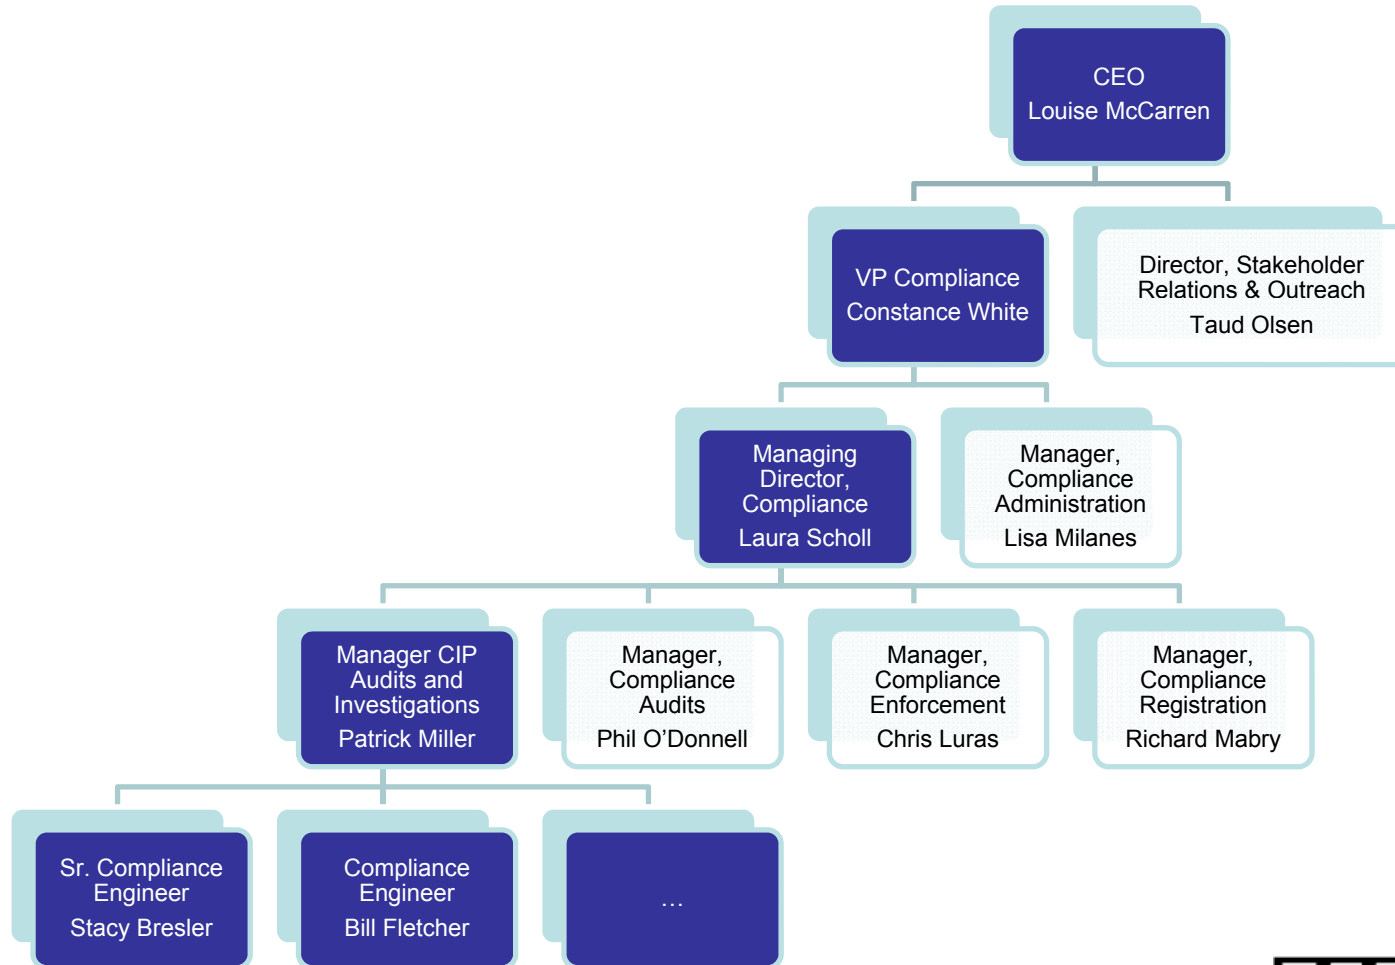 CEO
Louise McCarren
VP Compliance
Constance White
Director, Stakeholder
Relations & Outreach
Taud Olsen
Managing
Director,
Compliance
Laura Scholl
Manager,
Compliance
Administration
Lisa Milanes
Manager CIP
Audits and
Investigations
Patrick Miller
Manager,
Compliance
Audits
Phil O’Donnell
Manager,
Compliance
Enforcement
Chris Luras
Manager,
Compliance
Registration
Richard Mabry
Sr. Compliance
Engineer
Stacy Bresler
Compliance
Engineer
Bill Fletcher
…